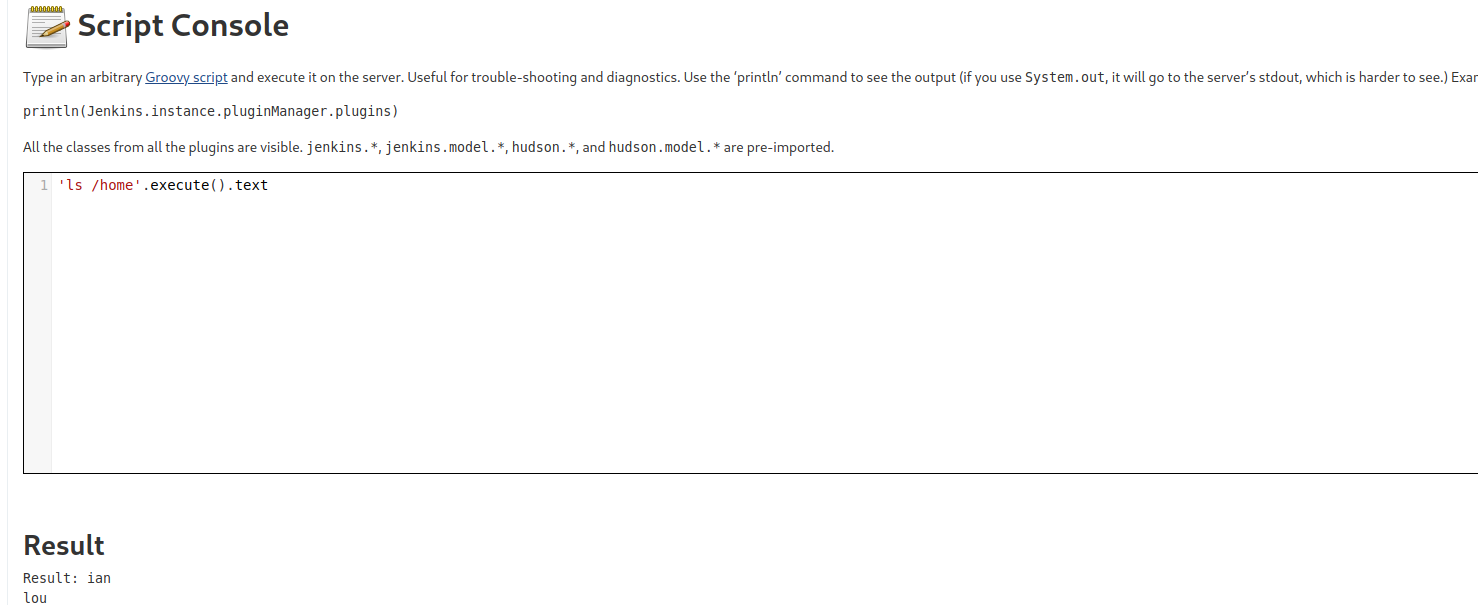 Script Console
Type in an arbitrary Groovy script and execute it on the server. Useful for trouble-shooting and diagnostics. Use the ‘println’ command to see the output (if you use System.out, it will go to the server’s stdout, which is harder to see.) Exar
println(Jenkins.instance.pluginManager.plugins)
All the classes from all the plugins are visible. jenkins.*, jenkins.model.*, hudson.*, and hudson.model.* are pre-imported.
1 'ls /home'.execute().text
Result
Result: ian
lou